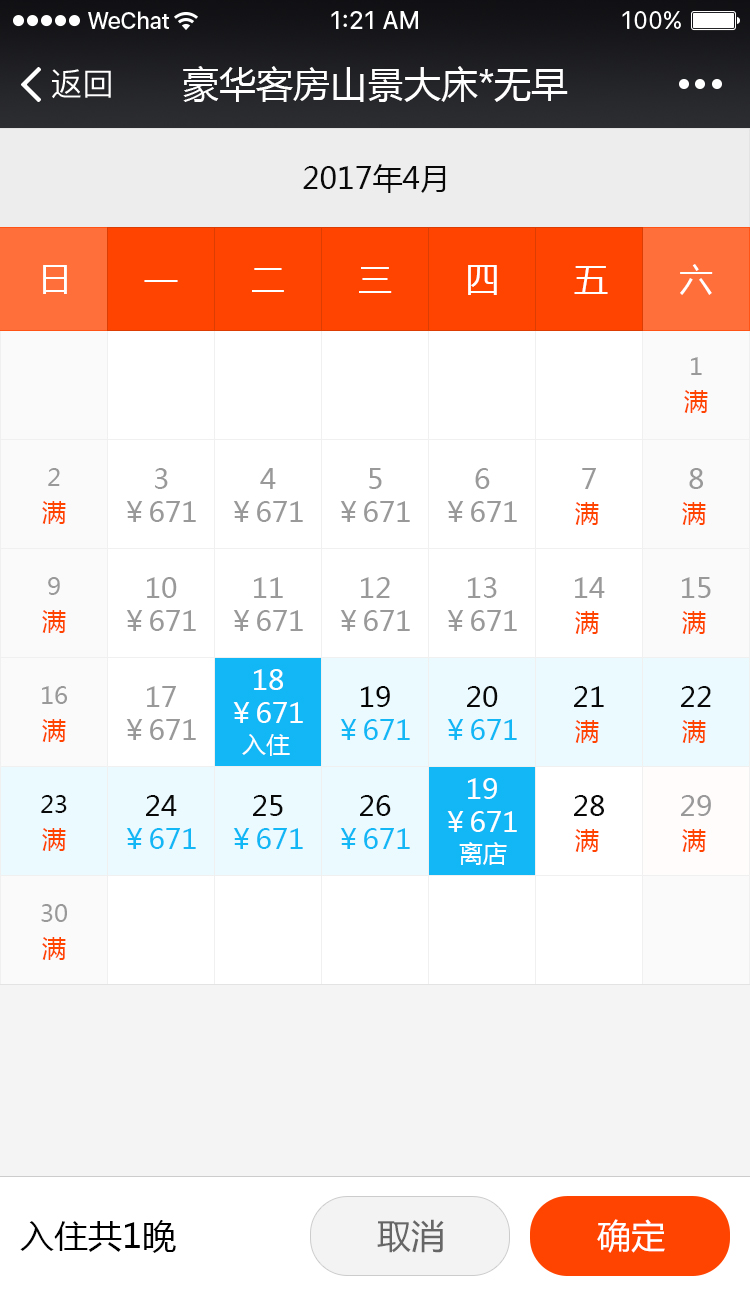 WeChat 1:21 AM 100%
返回 豪华客房山景大床*无早
2017年4月
日 一 二 三 四 五 六
1
满
2 3 4 5 6 7 8
满 ¥671 ¥671 ¥671 ¥671 满 满
9 10 11 12 13 14 15
满 ¥671 ¥671 ¥671 ¥671 满 满
16 17 18 19 20 21 22
满 ¥671 ¥671 ¥671 ¥671 满 满
入住
23 24 25 26 19 28 29
满 ¥671 ¥671 ¥671 ¥671 满 满
离店
30
满
入住共1晚 取消 确定